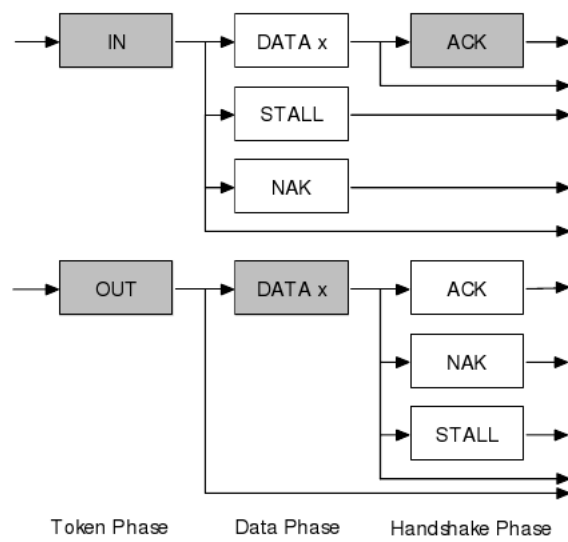 IN
DATA x
ACK
STALL
NAK
OUT
DATA x
ACK
NAK
STALL
Token Phase
Data Phase
Handshake Phase